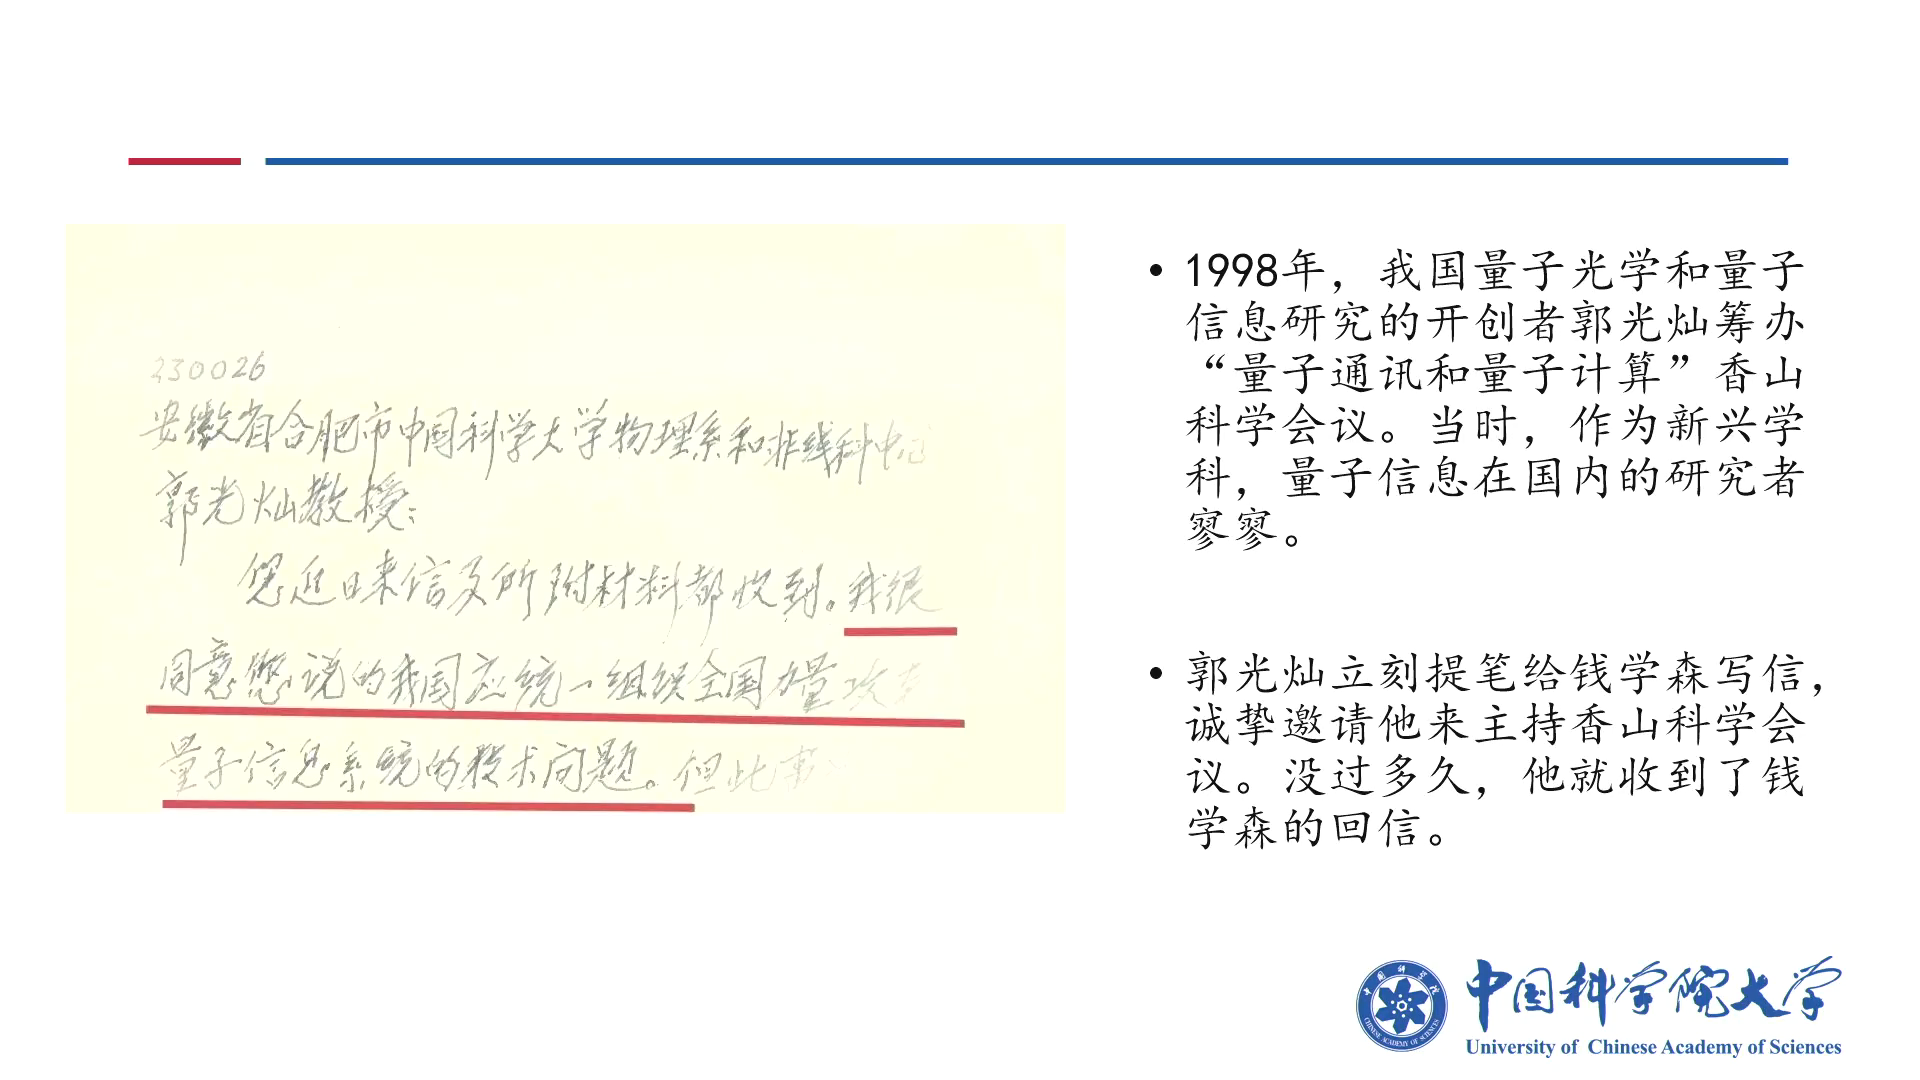 230026
安徽省合肥市中国科学大学物理系和非线科中心
郭光灿教授:
您近日来信及所附材料都收到。我很
同意您说的我国应统一组织全国力量攻
量子信息系统的技术问题。但此事
• 1998年，我国量子光学和量子
信息研究的开创者郭光灿筹办
“量子通讯和量子计算”香山
科学会议。当时，作为新兴学
科，量子信息在国内的研究者
寥寥。
• 郭光灿立刻提笔给钱学森写信，
诚挚邀请他来主持香山科学会
议。没过多久，他就收到了钱
学森的回信。
中国科学院
CHINESE ACADEMY OF SCIENCES
中国科学院大学
University of Chinese Academy of Sciences